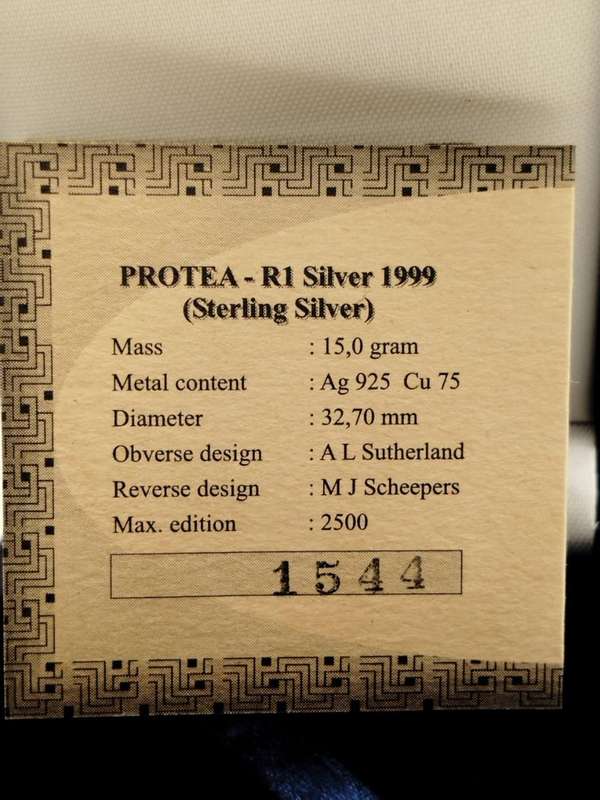 PROTEA - R1 Silver 1999
(Sterling Silver)
Mass : 15,0 gram
Metal content : Ag 925 Cu 75
Diameter : 32,70 mm
Obverse design : A L Sutherland
Reverse design : M J Scheepers
Max. edition : 2500
1544